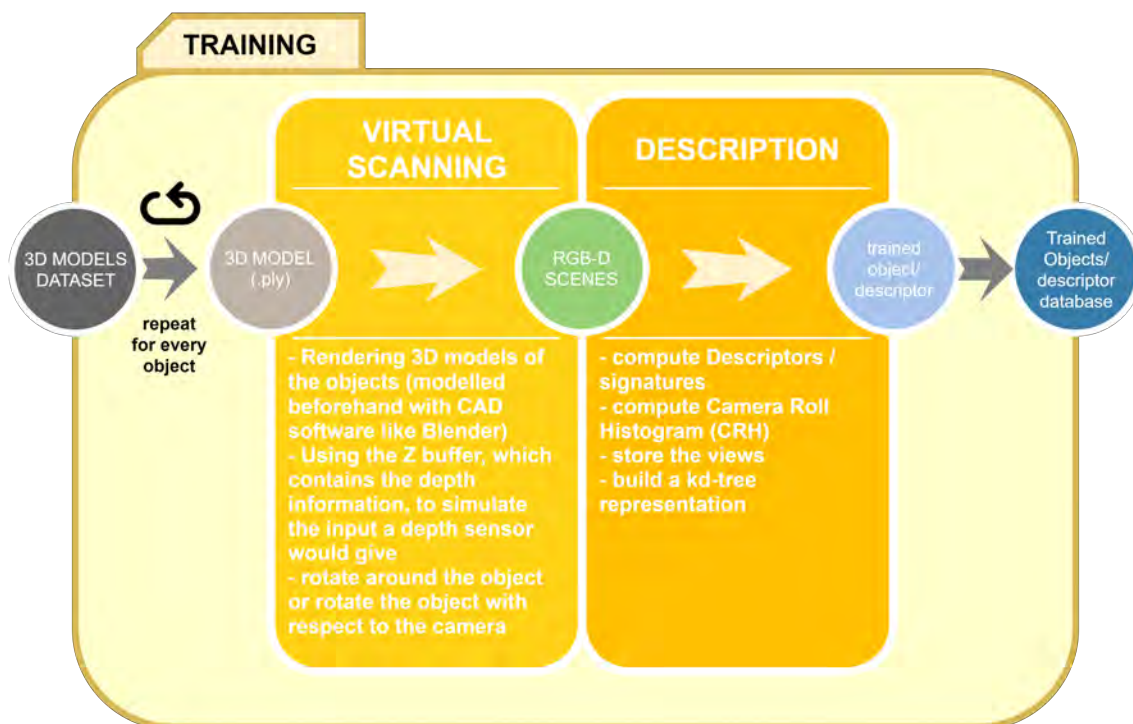 TRAINING
VIRTUAL
SCANNING
DESCRIPTION
3D MODELS
DATASET
repeat
for every
object
3D MODEL
(.ply)
RGB-D
SCENES
trained
object/
descriptor
Trained
Objects/
descriptor
database
- Rendering 3D models of
the objects (modelled
beforehand with CAD
software like Blender)
- Using the Z buffer, which
contains the depth
information, to simulate
the input a depth sensor
would give
- rotate around the object
or rotate the object with
respect to the camera
- compute Descriptors /
signatures
- compute Camera Roll
Histogram (CRH)
- store the views
- build a kd-tree
representation